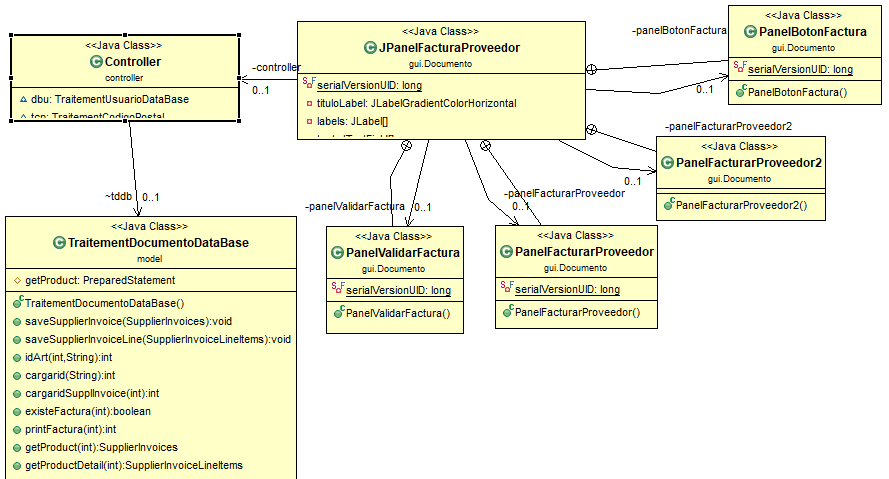 <<Java Class>>
Controller
controller
dbu: TraitementUsuarioDataBase
tcp: TraitementCodigoPostal
-controller
0..1
<<Java Class>>
JPanelFacturaProveedor
gui.Documento
serialVersionUID: long
tituloLabel: JLabelGradientColorHorizontal
labels: JLabel[]
-panelBotonFactura
0..1
<<Java Class>>
PanelBotonFactura
gui.Documento
serialVersionUID: long
PanelBotonFactura()
-panelFacturarProveedor2
0..1
<<Java Class>>
PanelFacturarProveedor2
gui.Documento
PanelFacturarProveedor2()
~tddb
0..1
-panelValidarFactura
0..1
-panelFacturarProveedor
0..1
<<Java Class>>
TraitementDocumentoDataBase
model
getProduct: PreparedStatement
TraitementDocumentoDataBase()
saveSupplierInvoice(SupplierInvoices):void
saveSupplierInvoiceLine(SupplierInvoiceLineItems):void
idArt(int,String):int
cargarid(String):int
cargaridSupplInvoice(int):int
existeFactura(int):boolean
printFactura(int):int
getProduct(int):SupplierInvoices
getProductDetail(int):SupplierInvoiceLineItems
<<Java Class>>
PanelValidarFactura
gui.Documento
serialVersionUID: long
PanelValidarFactura()
<<Java Class>>
PanelFacturarProveedor
gui.Documento
serialVersionUID: long
PanelFacturarProveedor()